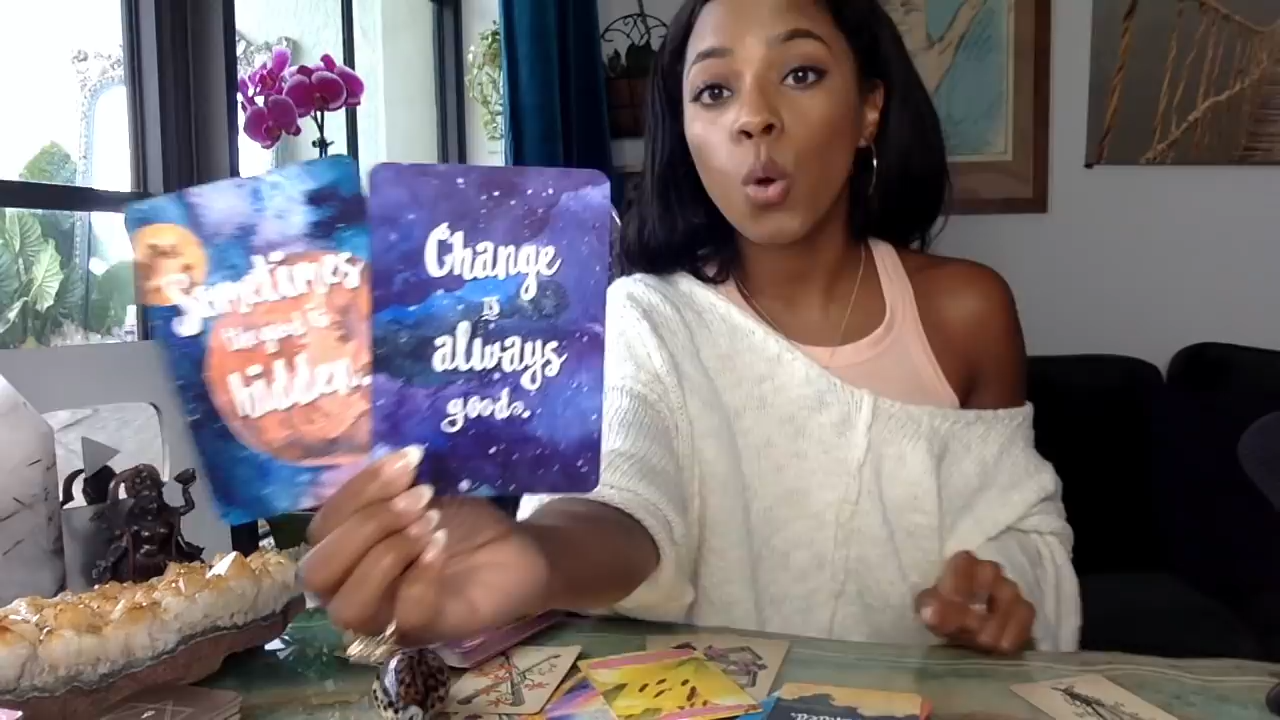 Sometimes
the good is
hidden.
Change
is
always
good.